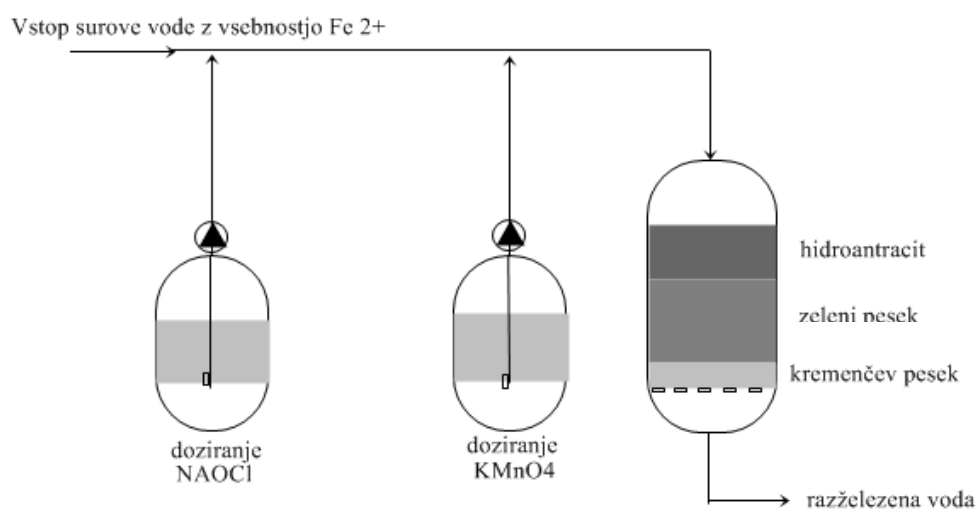 Vstop surove vode z vsebnostjo Fe 2+
hidroantracit
zeleni pesek
kremenčev pesek
doziranje
NAOCl
doziranje
KMnO4
razželezena voda